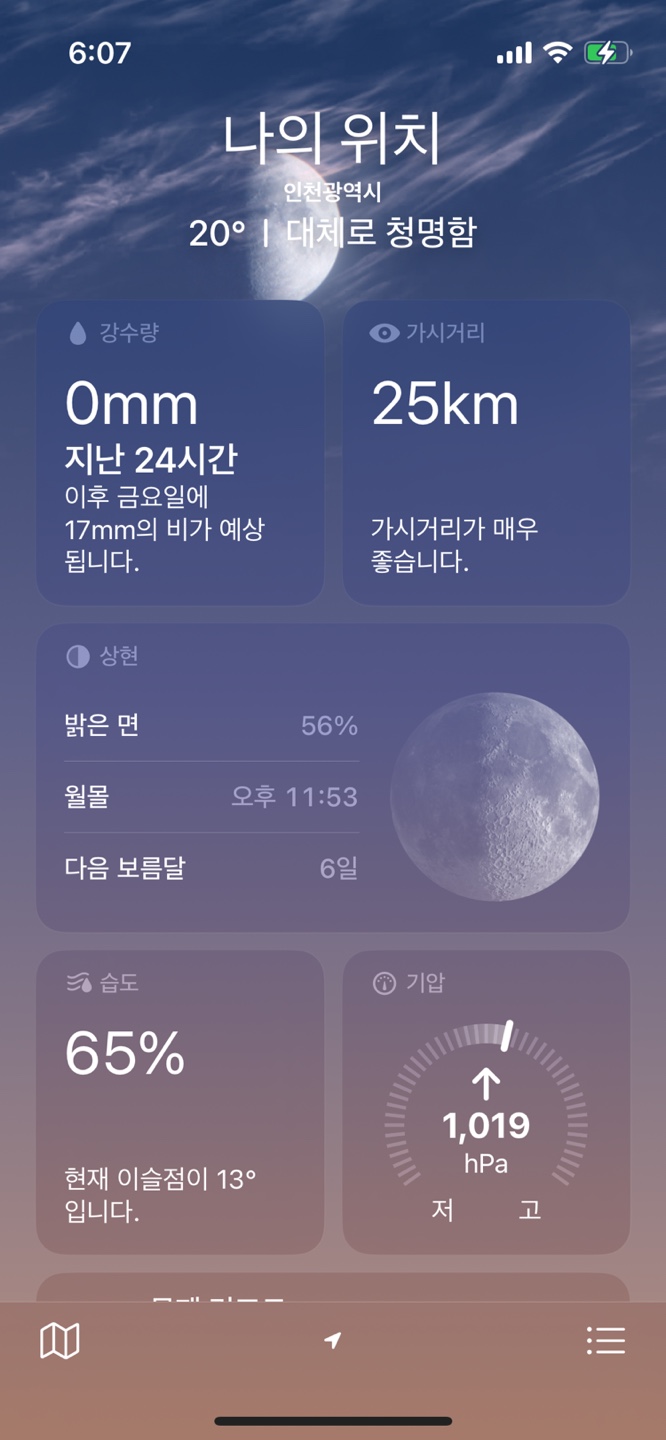 6:07
나의 위치
인천광역시
20° | 대체로 청명함
강수량
0mm
지난 24시간
이후 금요일에
17mm의 비가 예상
됩니다.
가시거리
25km
가시거리가 매우
좋습니다.
상현
밝은 면 56%
월몰 오후 11:53
다음 보름달 6일
습도
65%
현재 이슬점이 13°
입니다.
기압
1,019
hPa
저 고